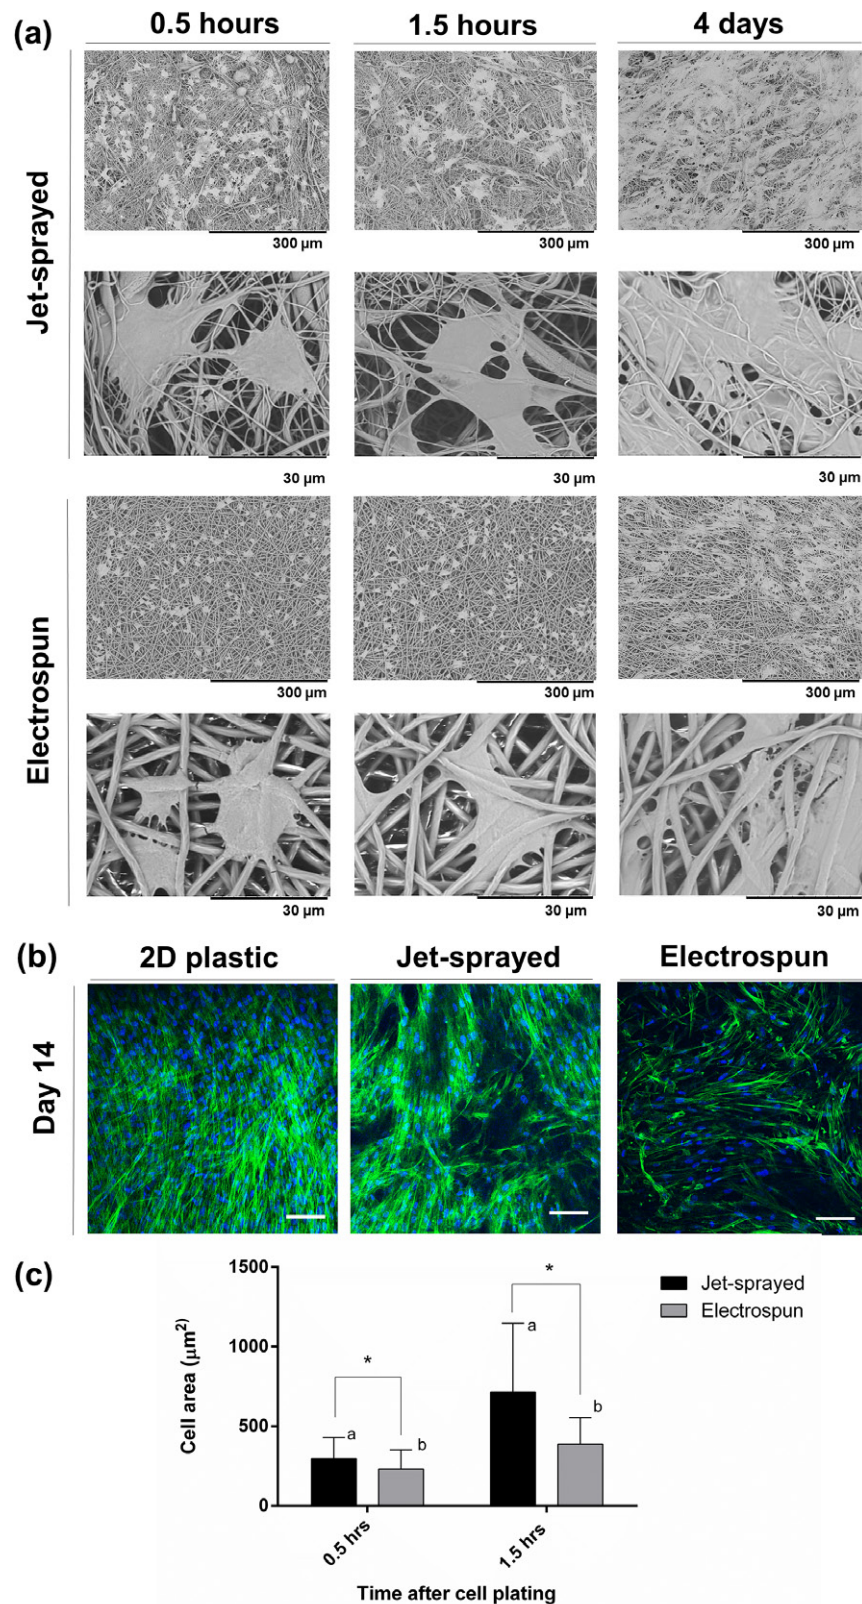 (a)
0.5 hours
1.5 hours
4 days
Jet-sprayed
300 µm
300 µm
300 µm
30 µm
30 µm
30 µm
Electrospun
300 µm
300 µm
300 µm
30 µm
30 µm
30 µm
(b)
2D plastic
Jet-sprayed
Electrospun
Day 14
(c)
Cell area (µm²)
1500
1000
500
0
*
a
b
*
a
b
Jet-sprayed
Electrospun
0.5 hrs
1.5 hrs
Time after cell plating